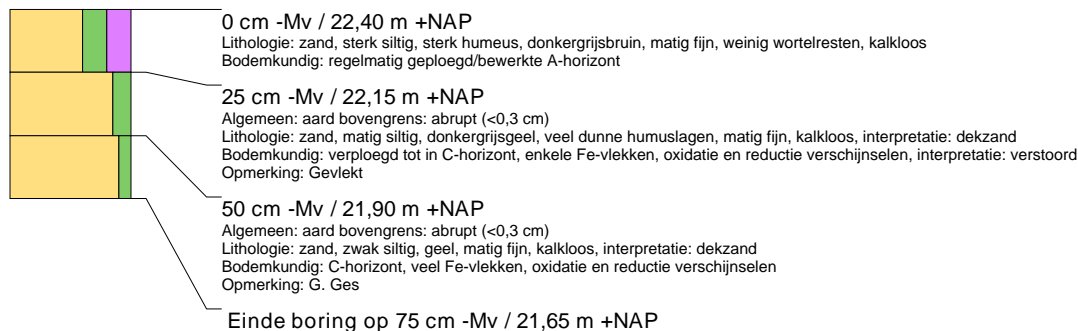 0 cm -Mv / 22,40 m +NAP
Lithologie: zand, sterk siltig, sterk humeus, donkergrijsbruin, matig fijn, weinig wortelresten, kalkloos
Bodemkundig: regelmatig geploegd/bewerkte A-horizont
25 cm -Mv / 22,15 m +NAP
Algemeen: aard bovengrens: abrupt (<0,3 cm)
Lithologie: zand, matig siltig, donkergrijsgeel, veel dunne humuslagen, matig fijn, kalkloos, interpretatie: dekzand
Bodemkundig: verploegd tot in C-horizont, enkele Fe-vlekken, oxidatie en reductie verschijnselen, interpretatie: verstoord
Opmerking: Gevlekt
50 cm -Mv / 21,90 m +NAP
Algemeen: aard bovengrens: abrupt (<0,3 cm)
Lithologie: zand, zwak siltig, geel, matig fijn, kalkloos, interpretatie: dekzand
Bodemkundig: C-horizont, veel Fe-vlekken, oxidatie en reductie verschijnselen
Opmerking: G. Ges
Einde boring op 75 cm -Mv / 21,65 m +NAP